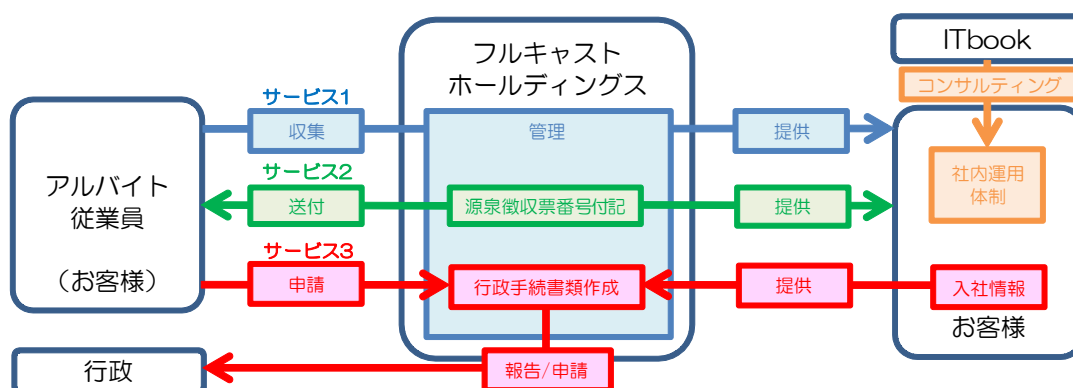 フルキャスト
ホールディングス
ITbook
コンサルティング
サービス1
収集
管理
提供
アルバイト
従業員
（お客様）
サービス2
送付
源泉徴収票番号付記
提供
社内運用
体制
サービス3
申請
行政手続書類作成
提供
入社情報
お客様
行政
報告/申請